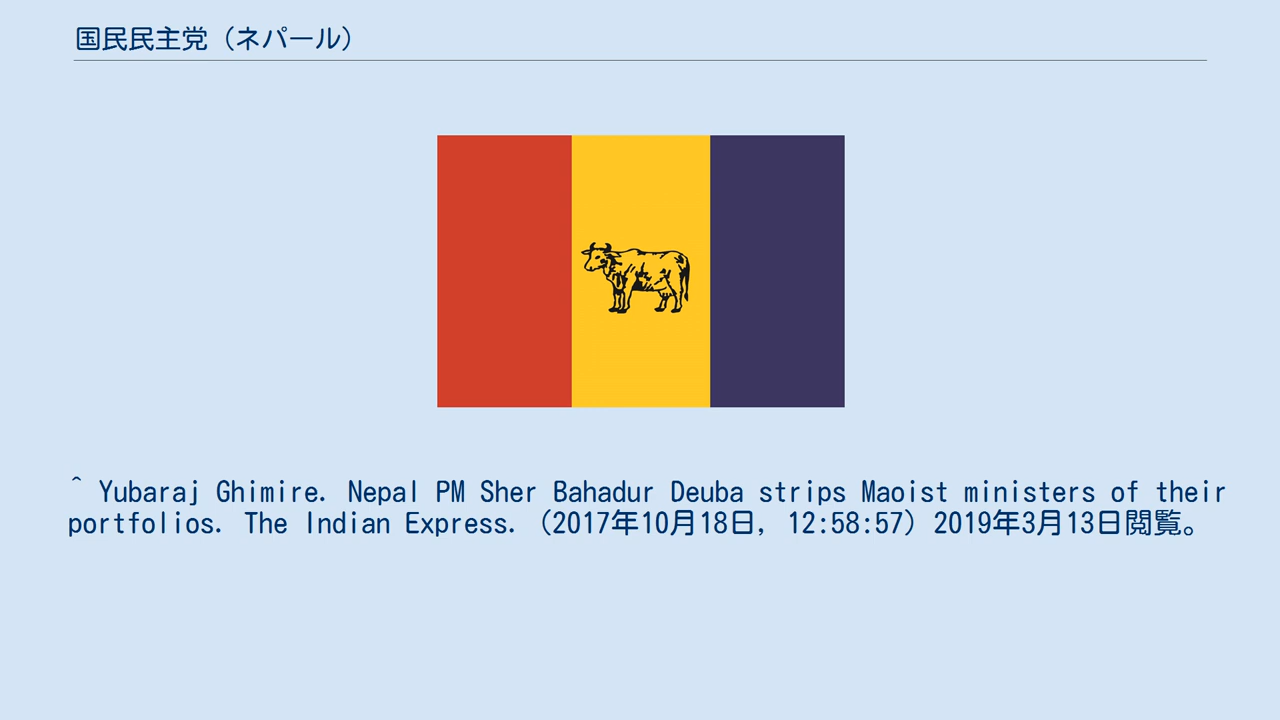 国民民主党（ネパール）
^ Yubaraj Ghimire. Nepal PM Sher Bahadur Deuba strips Maoist ministers of their
portfolios. The Indian Express. (2017年10月18日, 12:58:57) 2019年3月13日閲覧。